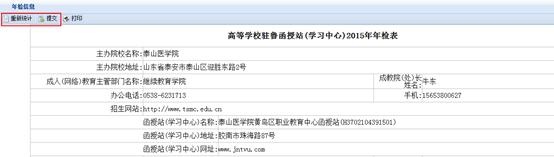 年检信息
重新统计 提交 打印
高等学校驻鲁函授站(学习中心)2015年年检表
主办院校名称:泰山医学院
主办院校地址:山东省泰安市泰山区迎胜东路2号
成人(网络)教育主管部门名称:继续教育学院 成教院(处)长姓名:牛东
办公电话:0538-6231713 手机:15653800627
招生网站:http://www.tsmc.edu.cn
函授站(学习中心)名称:泰山医学院黄岛区职业教育中心函授站(H3702104391501)
函授站(学习中心)地址:胶南市珠海路87号
函授站(学习中心)网址:www.jntvu.com